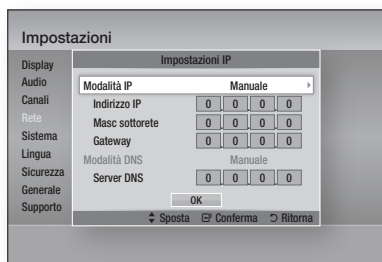 Impostazioni
Display
Audio
Canali
Rete
Sistema
Lingua
Sicurezza
Generale
Supporto
Impostazioni IP
Modalità IP Manuale
Indirizzo IP 0 . 0 . 0 . 0
Masc sottorete 0 . 0 . 0 . 0
Gateway 0 . 0 . 0 . 0
Modalità DNS Manuale
Server DNS 0 . 0 . 0 . 0
OK
Sposta Conferma Ritorna